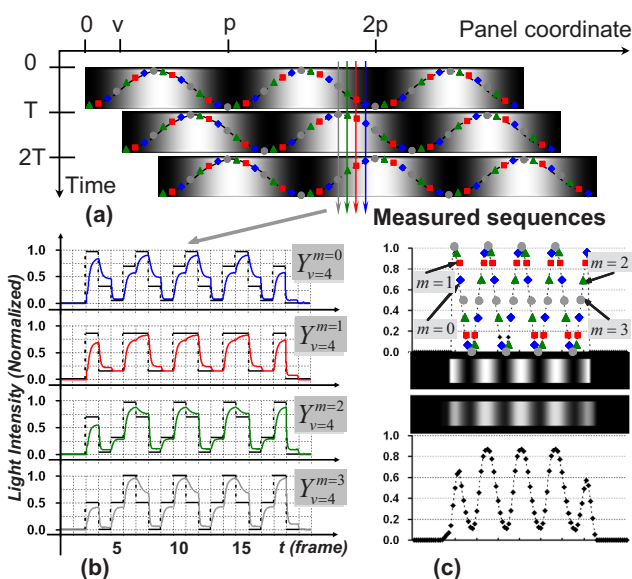 0 v p 2p Panel coordinate
0
T
2T
Time
(a)
Measured sequences
Light Intensity (Normalized)
1.0
0.5
0.0
Y m=0 v=4
1.0
0.5
0.0
Y m=1 v=4
1.0
0.5
0.0
Y m=2 v=4
1.0
0.5
0.0
Y m=3 v=4
5 10 15 t (frame)
(b)
1.0
0.8
0.6
0.4
0.2
0.0
m=1
m=0
m=2
m=3
1.0
0.8
0.6
0.4
0.2
0.0
(c)